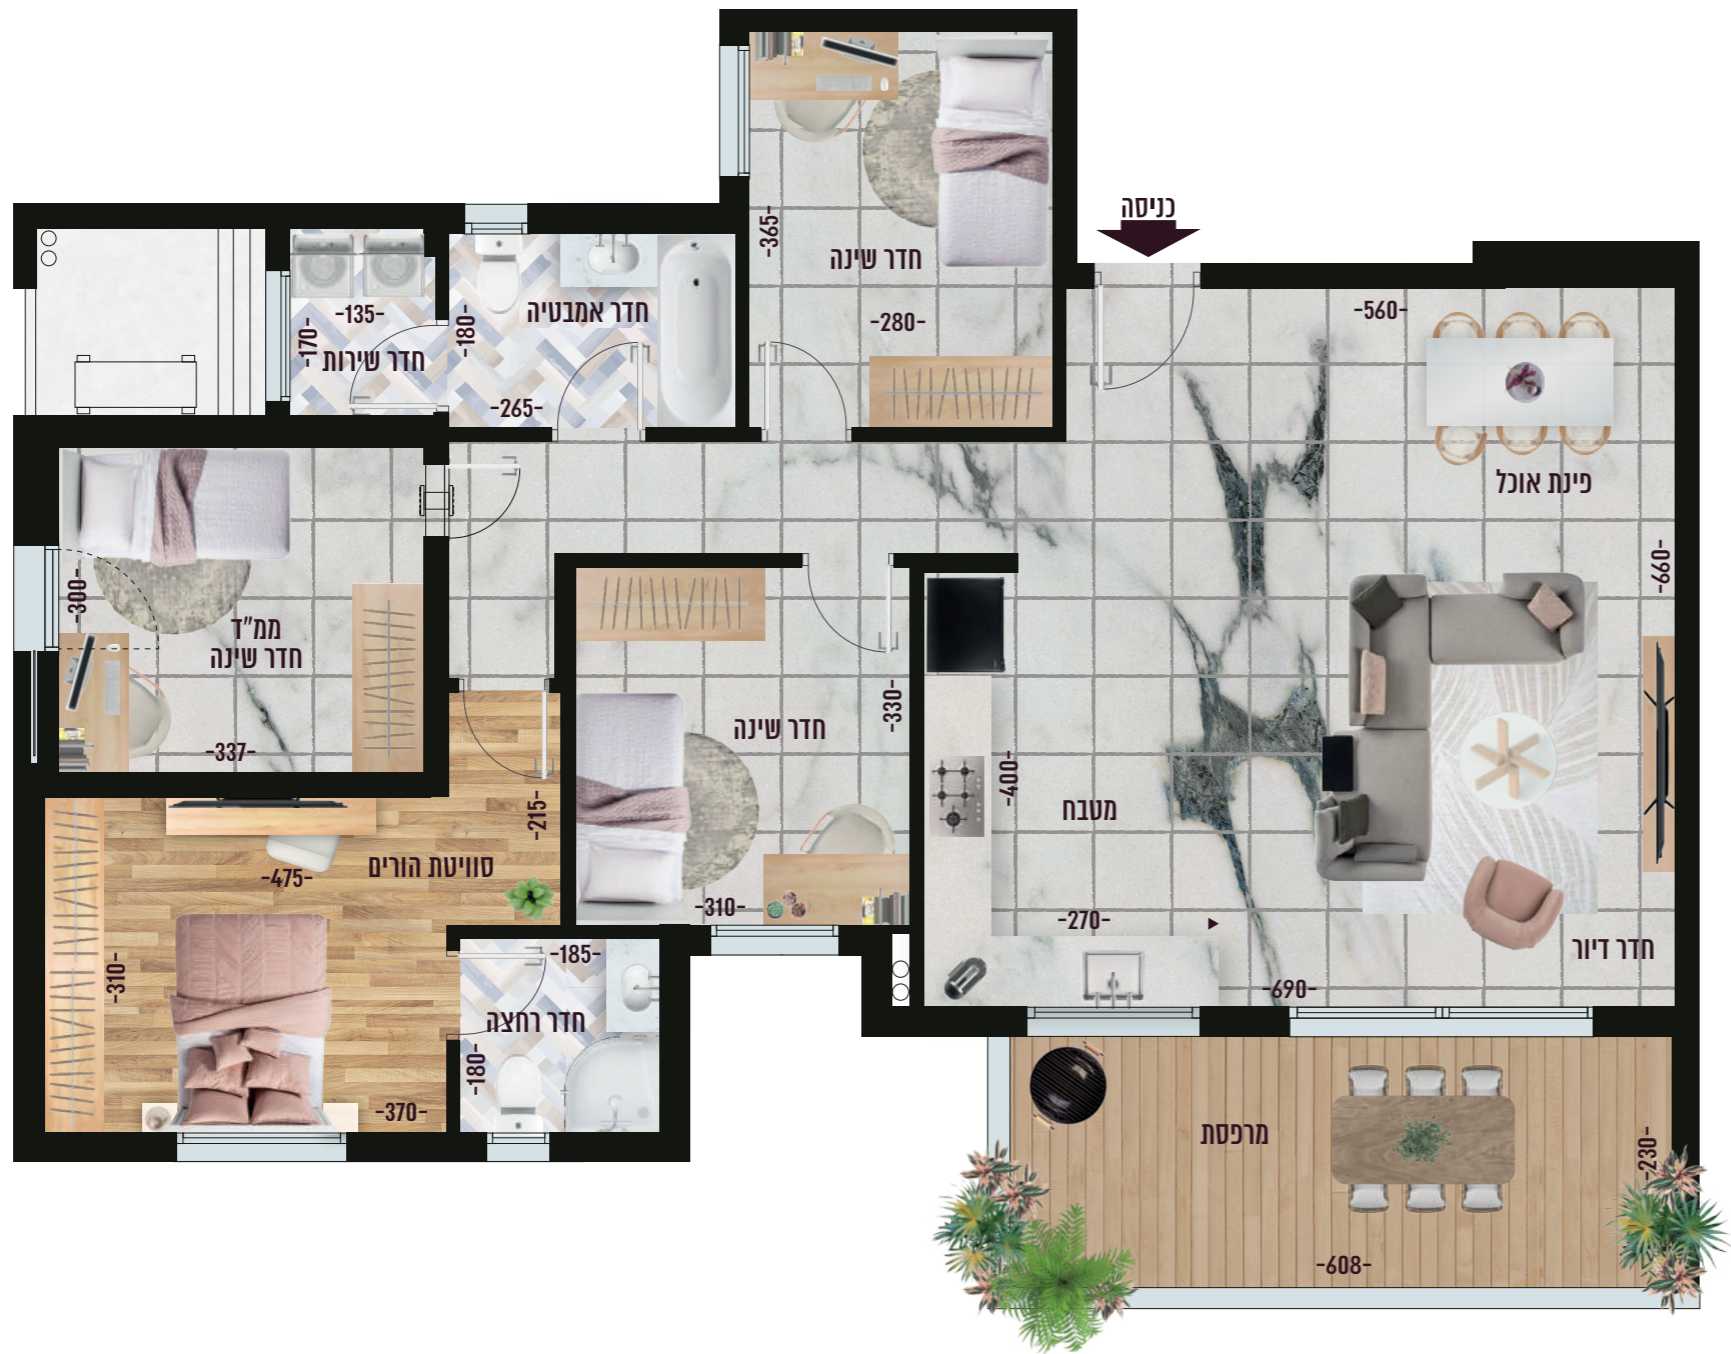 כניסה
-365-
חדר שינה
-280-
-560-
-135-
-170-
חדר שירות
-180-
חדר אמבטיה
-265-
פינת אוכל
-660-
-300-
ממ"ד
חדר שינה
-337-
-330-
חדר שינה
-310-
-400-
מטבח
-270-
חדר דיור
-690-
-215-
סוויטת הורים
-475-
-310-
-370-
-185-
חדר רחצה
-180-
מרפסת
-230-
-608-